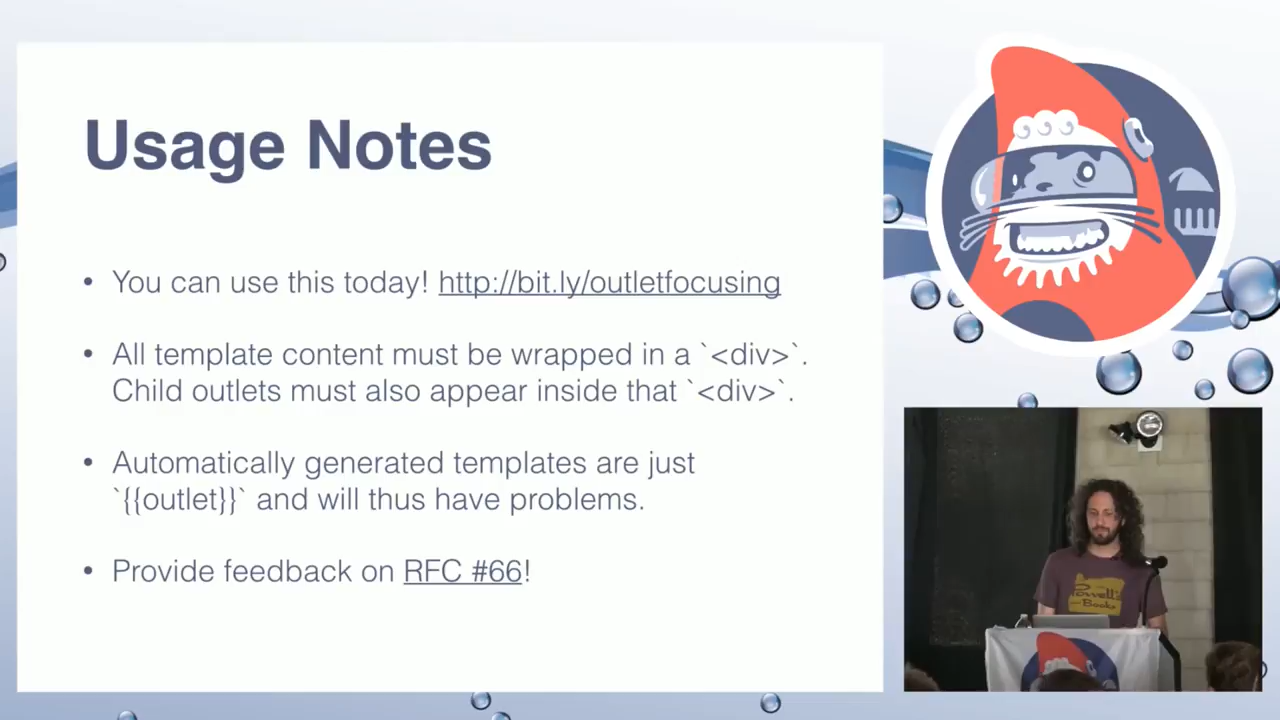 Usage Notes
• You can use this today! http://bit.ly/outletfocusing
• All template content must be wrapped in a `<div>`.
Child outlets must also appear inside that `<div>`.
• Automatically generated templates are just
`{{outlet}}` and will thus have problems.
• Provide feedback on RFC #66!
Powell's
Books